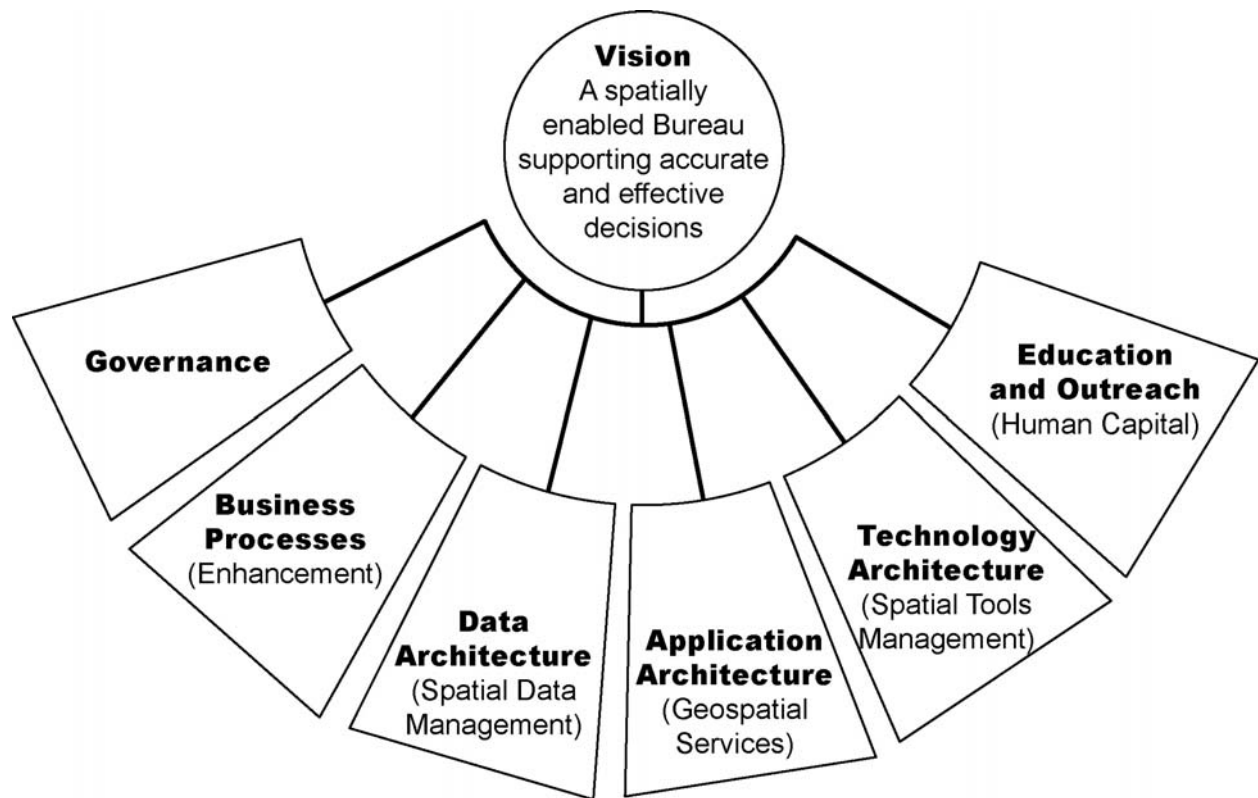 Vision
A spatially
enabled Bureau
supporting accurate
and effective
decisions
Governance
Business
Processes
(Enhancement)
Data
Architecture
(Spatial Data
Management)
Application
Architecture
(Geospatial
Services)
Technology
Architecture
(Spatial Tools
Management)
Education
and Outreach
(Human Capital)